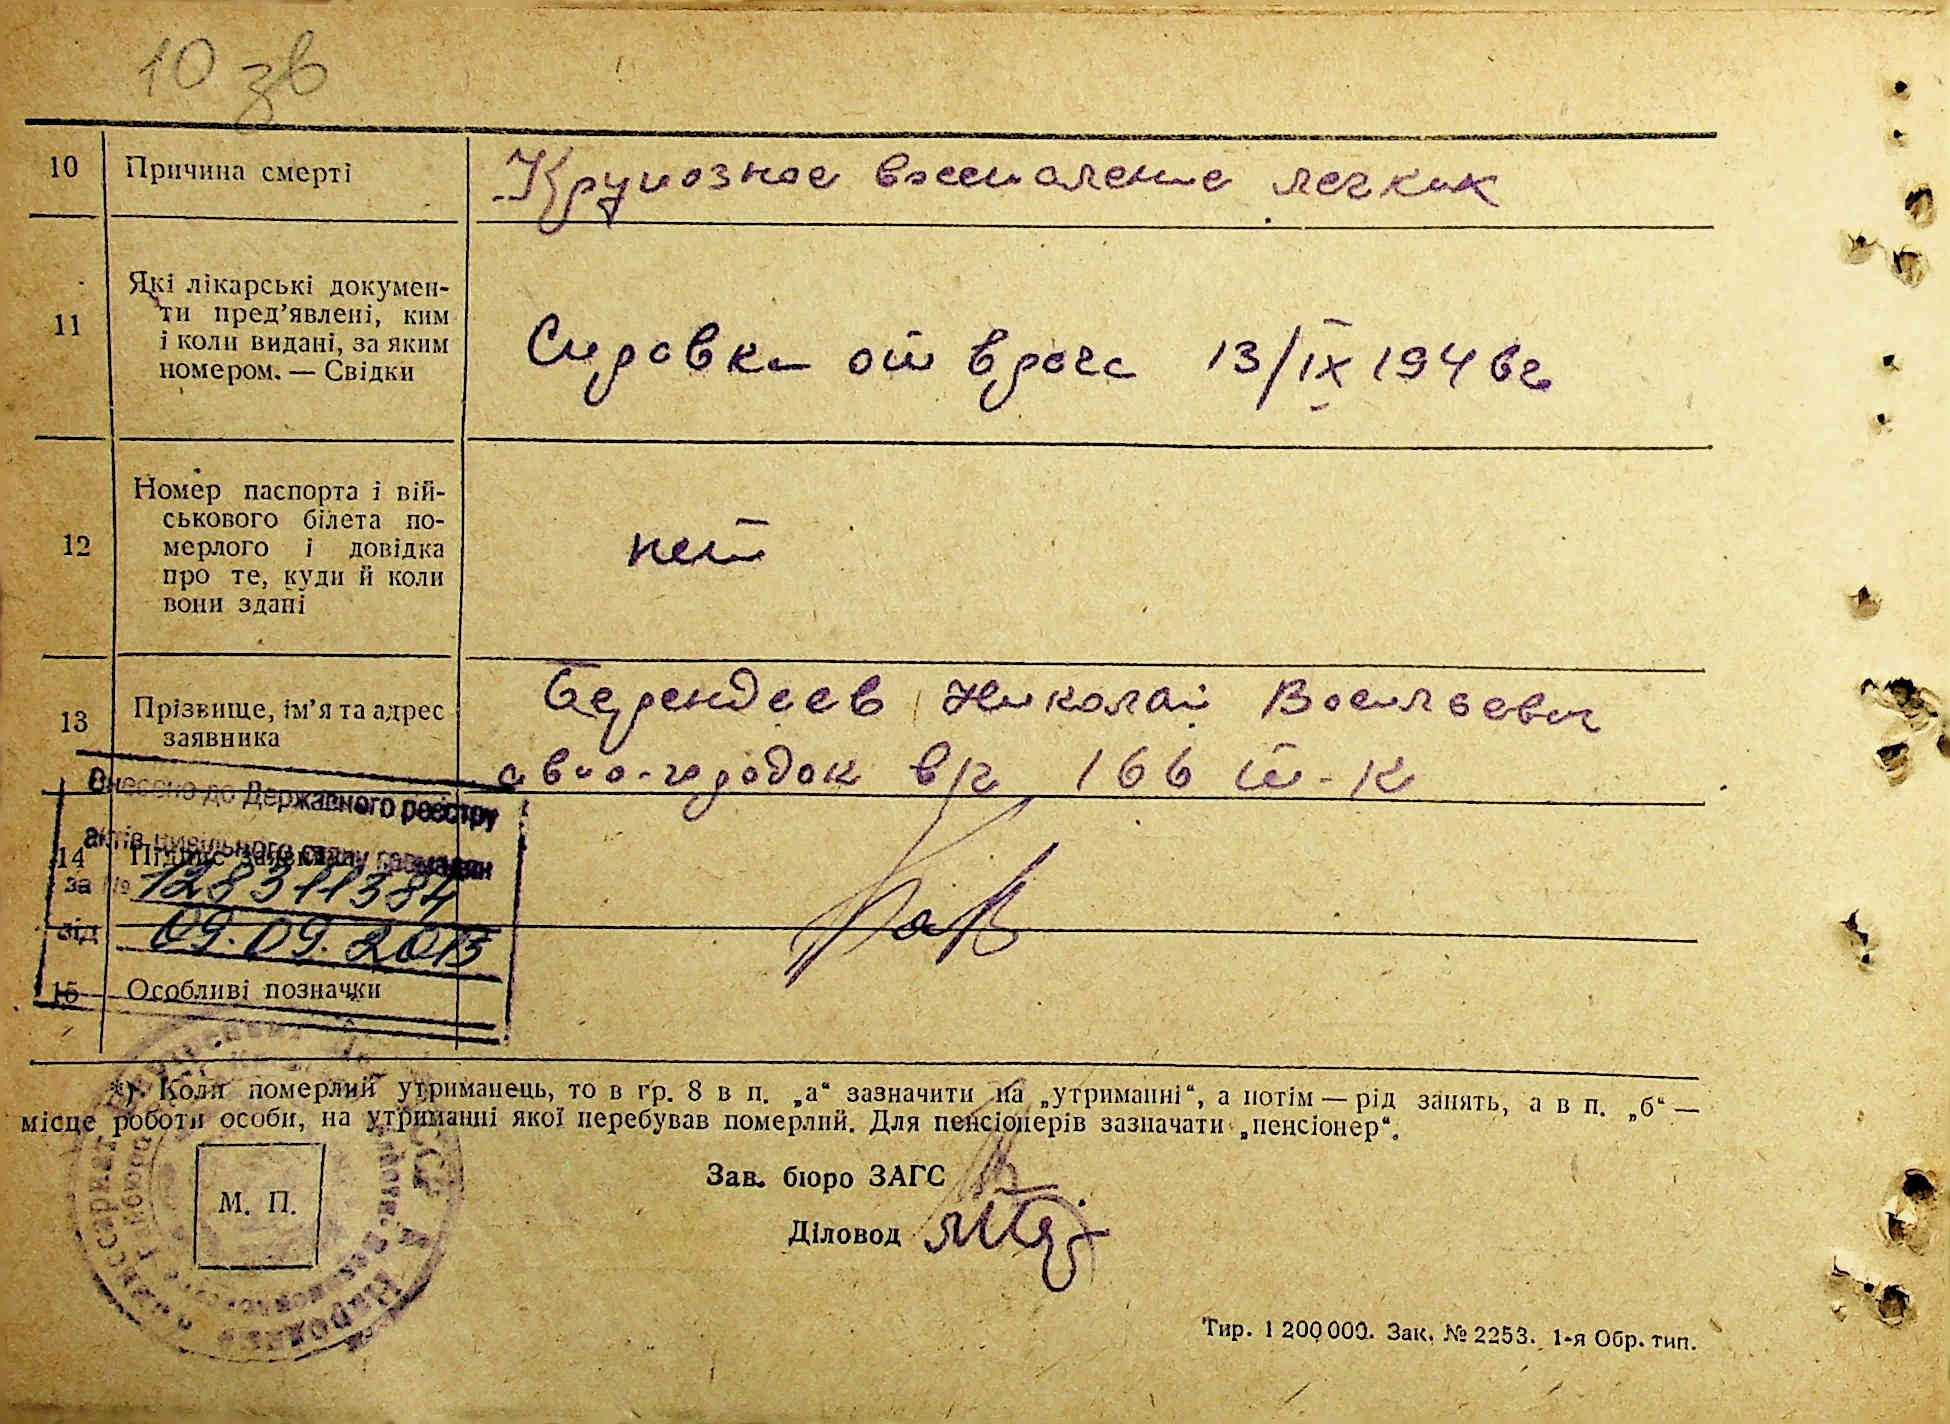 10 зв
10 Причина смерті Крупозное воспаление легких
Які лікарські докумен-
ти пред’явлені, ким
11 і коли видані, за яким
номером. — Свідки
Справка от врача 13/IX 1946г
Номер паспорта і вій-
ськового білета по-
12 мерлого і довідка
про те, куди й коли
вони здані
нет
Берендеев Николай Васильевич
13 Прізвище, ім’я та адрес
заявника
авио-городок 166
Внесено до Державного реєстру
актів цивільного стану громадян
14 Підпис заявника
за № 128311384
від 09.09.2013
15 Особливі позначки
*) Коли померлий утриманець, то в гр. 8 в п. „а“ зазначити на „утриманні“, а потім — рід занять, а в п. „б“ —
місце роботи особи, на утриманні якої перебував померлий. Для пенсіонерів зазначати „пенсіонер“.
Зав. бюро ЗАГС
М. П.
Діловод
Тир. 1 200 000. Зак. № 2253. 1-я Обр. тип.